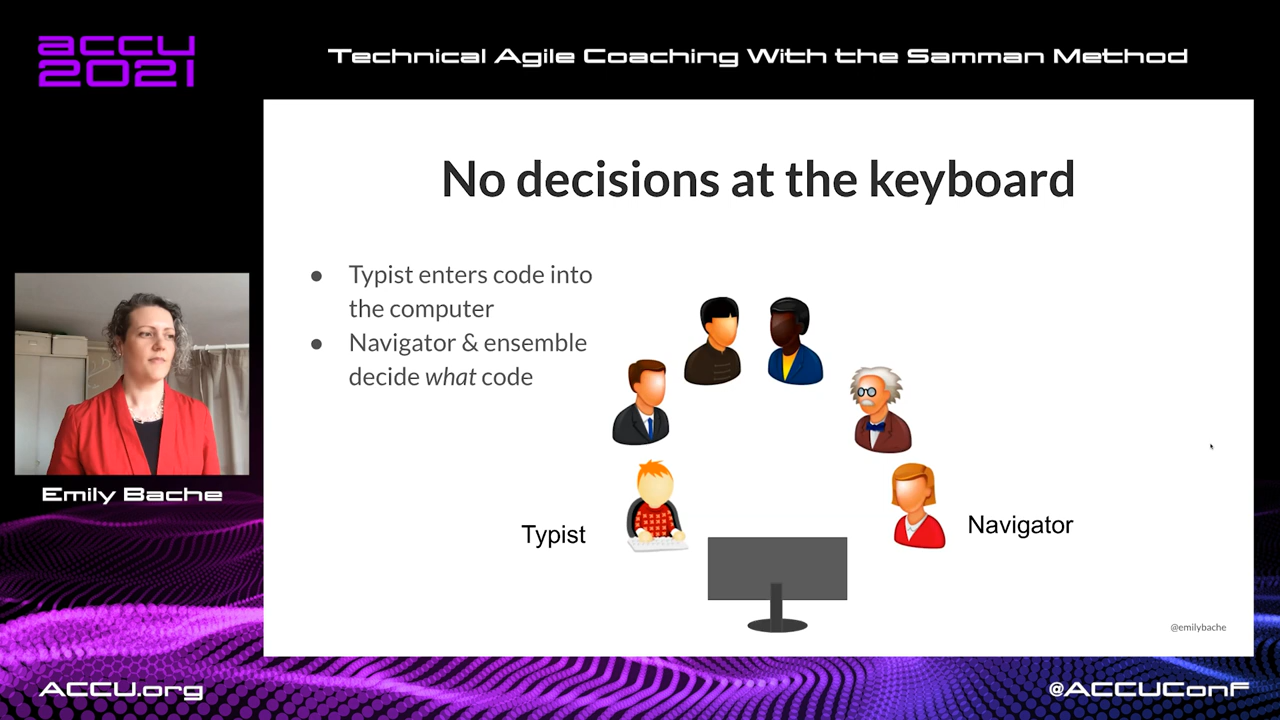 accu
2021
Technical Agile Coaching With the Samman Method
No decisions at the keyboard
● Typist enters code into
the computer
● Navigator & ensemble
decide what code
Typist
Navigator
@emilybache
Emily Bache
ACCU.org
@ACCUConf